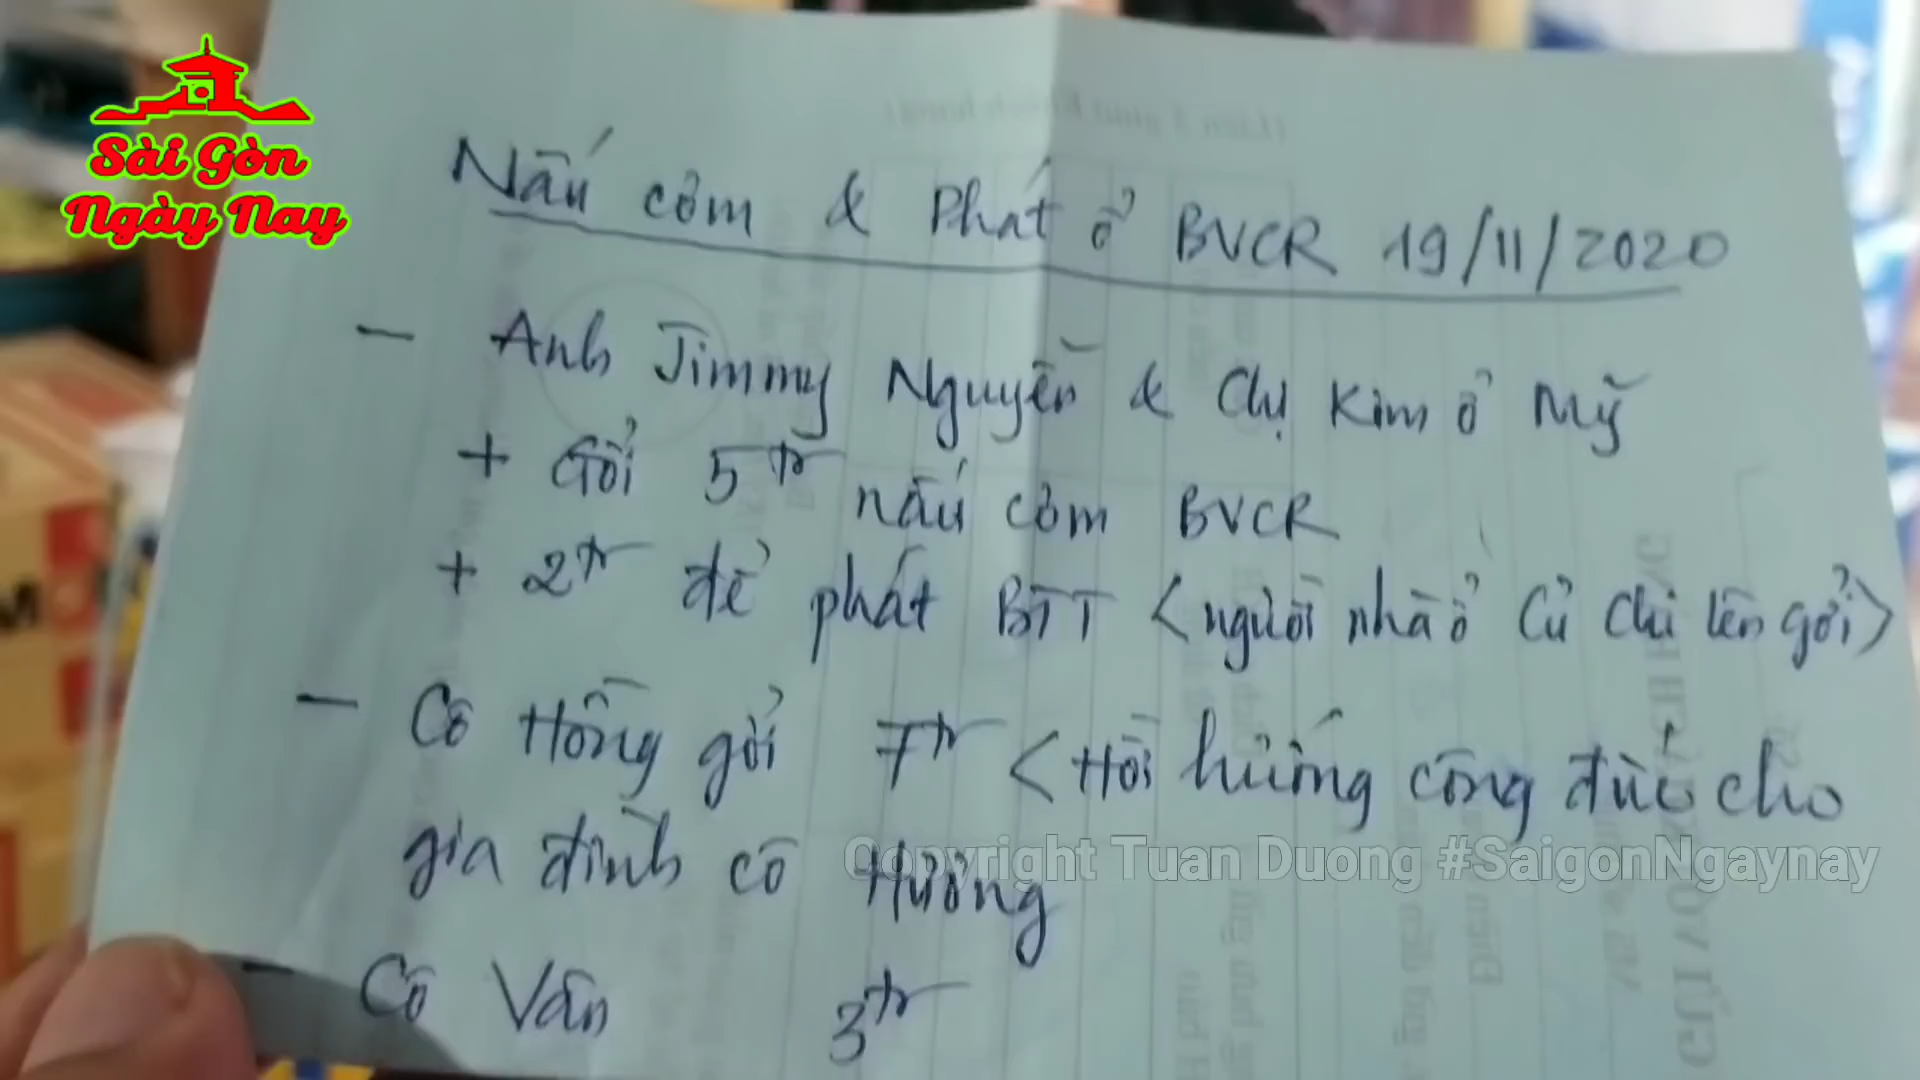 Sài Gòn
Ngày Nay
Nấu cơm & Phát ở BVCR 19/11/2020
- Anh Jimmy Nguyễn & Chị Kim ở Mỹ
+ Gởi 5tr nấu cơm BVCR
+ 2tr để phát BTT <người nhà ở Củ Chi lên gởi>
- Cô Hồng gởi 7tr <Hồi hướng công đức cho
gia đình cô Hường
Copyright Tuan Duong #SaigonNgaynay
- Cô Vân 3tr